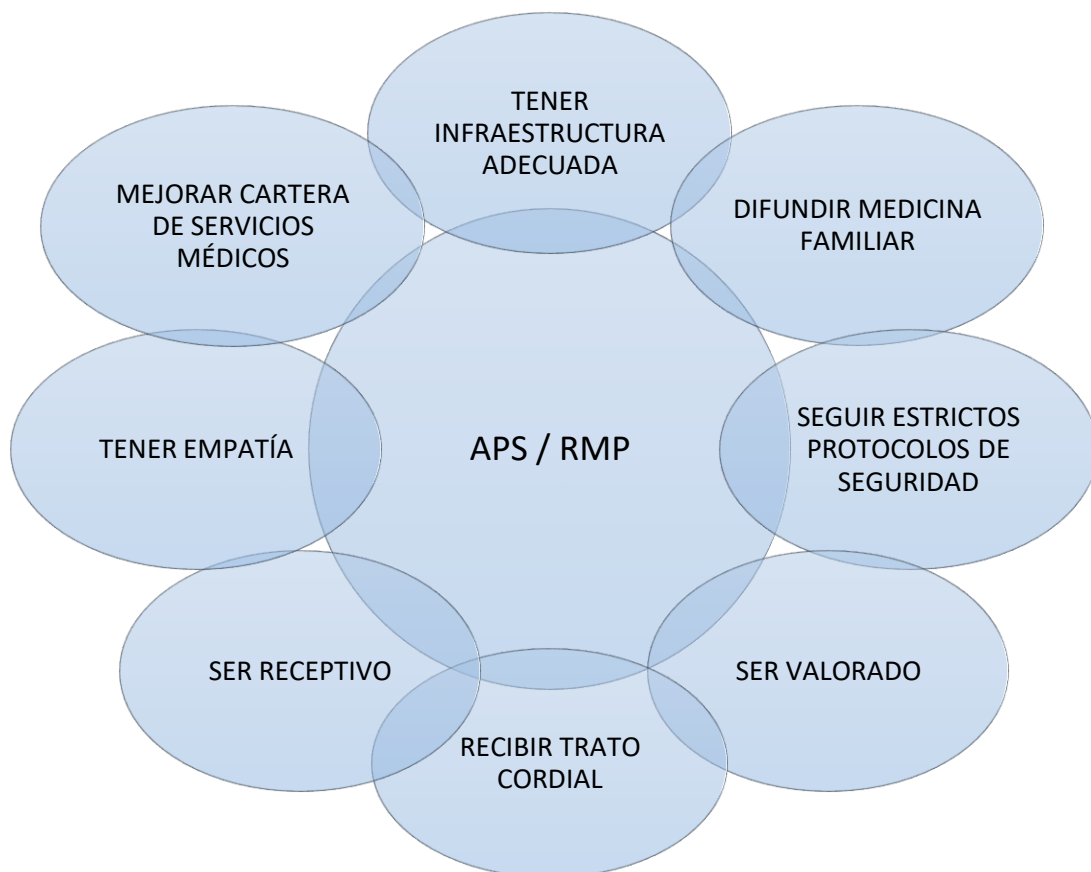 TENER
INFRAESTRUCTURA
ADECUADA
MEJORAR CARTERA
DE SERVICIOS
MÉDICOS
DIFUNDIR MEDICINA
FAMILIAR
TENER EMPATÍA
APS / RMP
SEGUIR ESTRICTOS
PROTOCOLOS DE
SEGURIDAD
SER RECEPTIVO
SER VALORADO
RECIBIR TRATO
CORDIAL